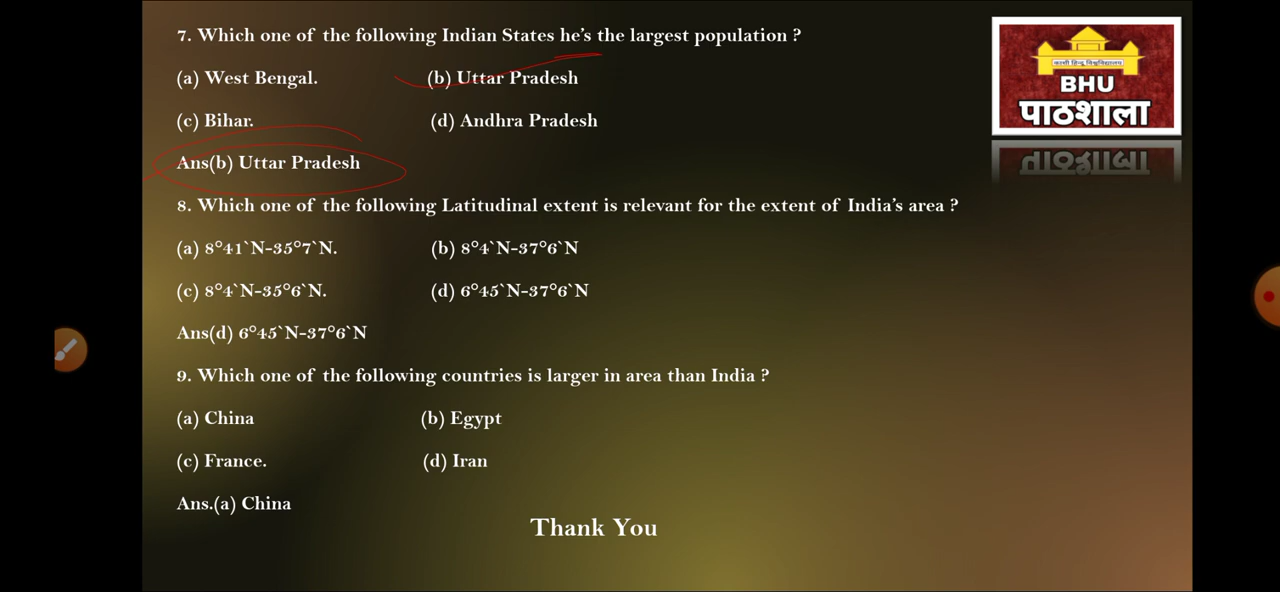 7. Which one of the following Indian States he's the largest population ?
(a) West Bengal. (b) Uttar Pradesh
(c) Bihar. (d) Andhra Pradesh
Ans(b) Uttar Pradesh
8. Which one of the following Latitudinal extent is relevant for the extent of India's area ?
(a) 8°41`N-35°7`N. (b) 8°4`N-37°6`N
(c) 8°4`N-35°6`N. (d) 6°45`N-37°6`N
Ans(d) 6°45`N-37°6`N
9. Which one of the following countries is larger in area than India ?
(a) China (b) Egypt
(c) France. (d) Iran
Ans.(a) China
Thank You
काशी हिन्दू विश्वविद्यालय
BHU
पाठशाला